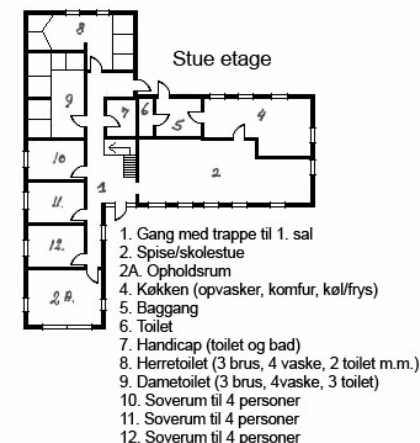 8
Stue etage
9
7
6
5
4
10
11.
12.
1
2
2A.
1. Gang med trappe til 1. sal
2. Spise/skolestue
2A. Opholdsrum
4. Køkken (opvasker, komfur, køl/frys)
5. Baggang
6. Toilet
7. Handicap (toilet og bad)
8. Herretoilet (3 brus, 4 vaske, 2 toilet m.m.)
9. Dametoilet (3 brus, 4vaske, 3 toilet)
10. Soverum til 4 personer
11. Soverum til 4 personer
12. Soverum til 4 personer